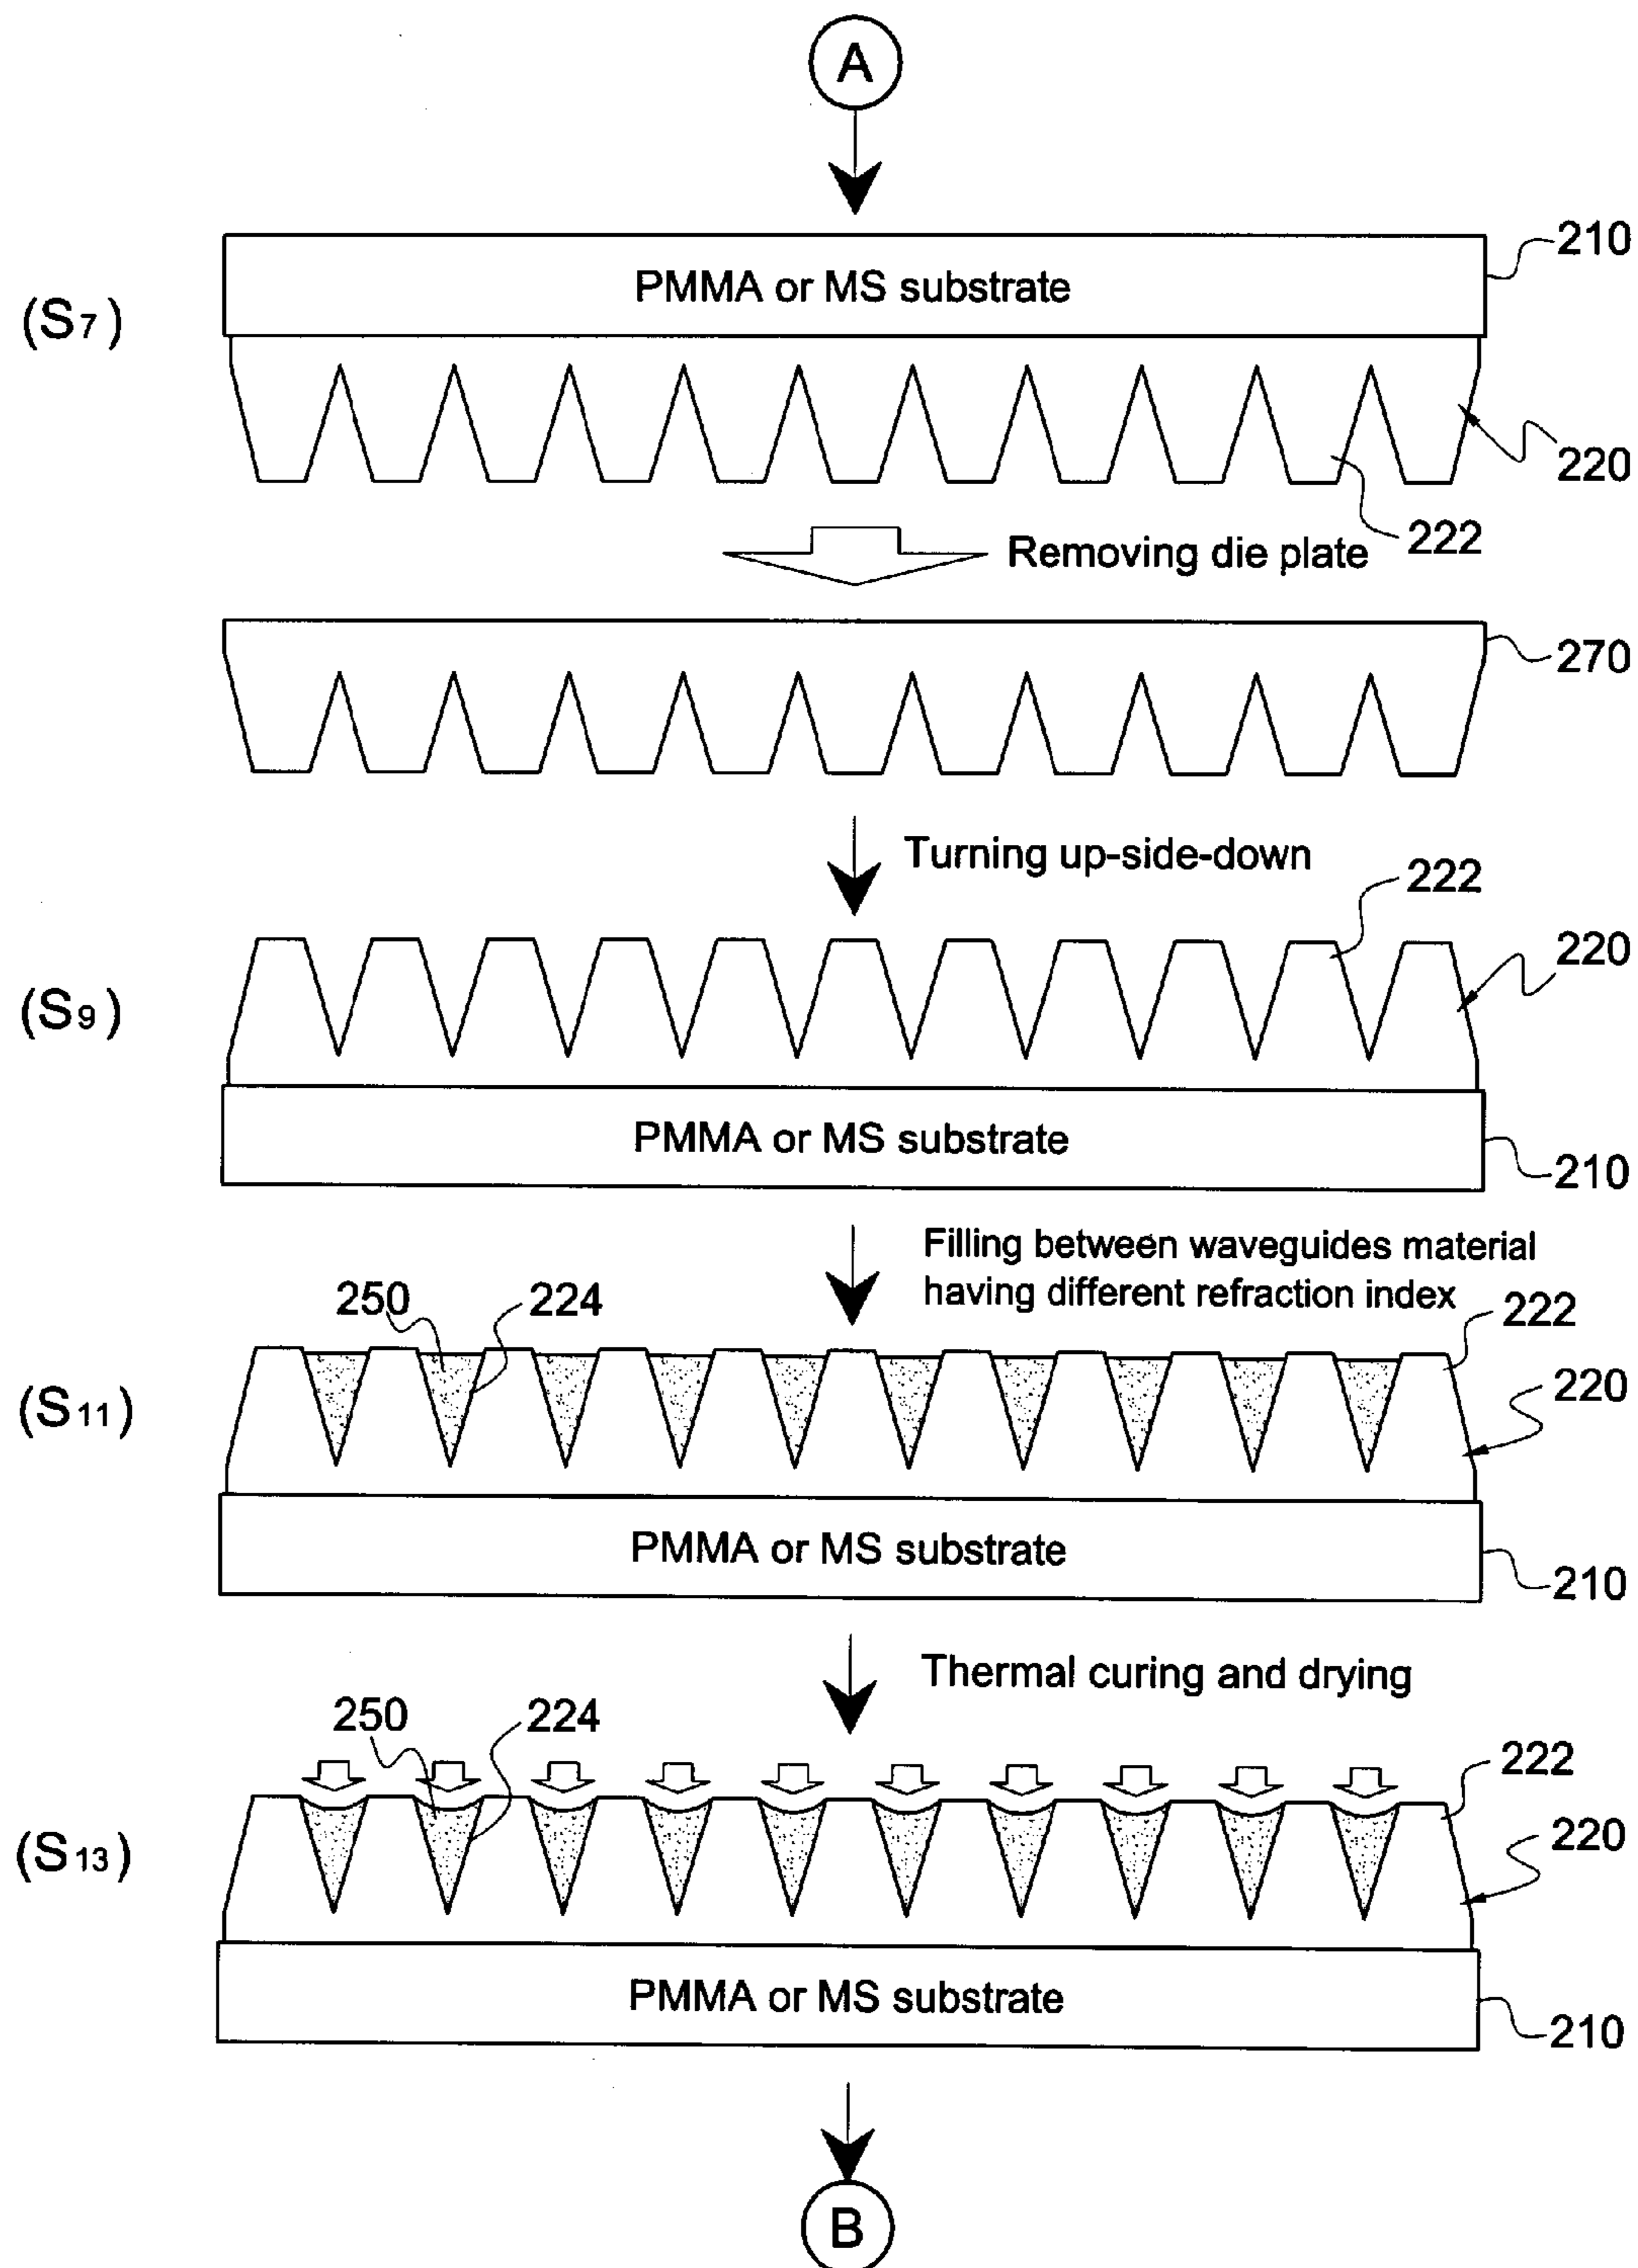 A
210
PMMA or MS substrate
(S7)
220
222
Removing die plate
270
Turning up-side-down
222
220
(S9)
PMMA or MS substrate
210
Filling between waveguides material
having different refraction index
250
224
222
220
(S11)
PMMA or MS substrate
210
Thermal curing and drying
250
224
222
220
(S13)
PMMA or MS substrate
210
B